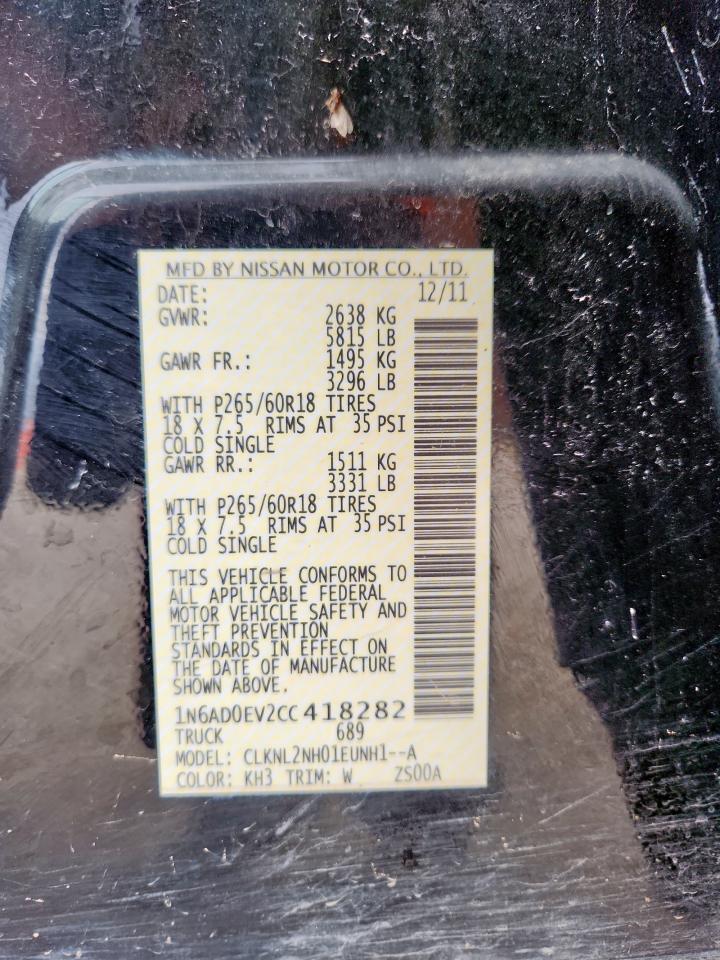 MFD BY NISSAN MOTOR CO., LTD.
DATE: 12/11
GVWR: 2638 KG
5815 LB
GAWR FR.: 1495 KG
3296 LB
WITH P265/60R18 TIRES
18 X 7.5 RIMS AT 35 PSI
COLD SINGLE
GAWR RR.: 1511 KG
3331 LB
WITH P265/60R18 TIRES
18 X 7.5 RIMS AT 35 PSI
COLD SINGLE
THIS VEHICLE CONFORMS TO
ALL APPLICABLE FEDERAL
MOTOR VEHICLE SAFETY AND
THEFT PREVENTION
STANDARDS IN EFFECT ON
THE DATE OF MANUFACTURE
SHOWN ABOVE.
1N6AD0EV2CC418282
TRUCK 689
MODEL: CLKNL2NH01EUNH1--A
COLOR: KH3 TRIM: W ZS00A